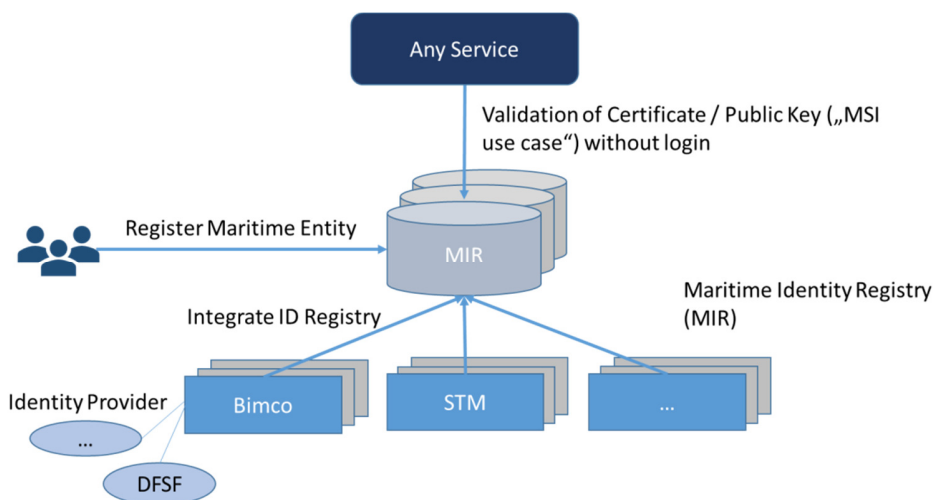 Any Service
Validation of Certificate / Public Key („MSI
use case“) without login
Register Maritime Entity
MIR
Maritime Identity Registry
(MIR)
Integrate ID Registry
Identity Provider
Bimco
STM
...
...
DFSF